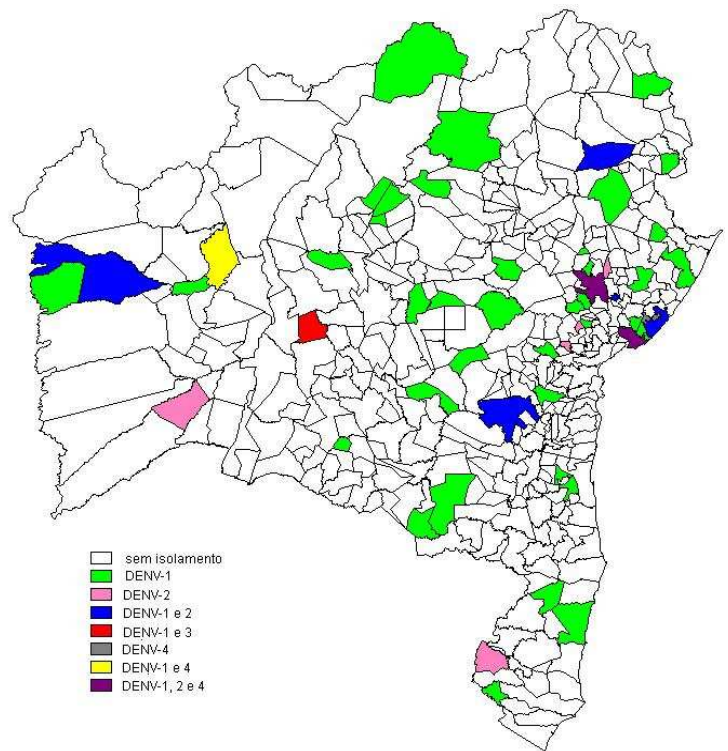 sem isolamento
DENV-1
DENV-2
DENV-1 e 2
DENV-1 e 3
DENV-4
DENV-1 e 4
DENV-1, 2 e 4